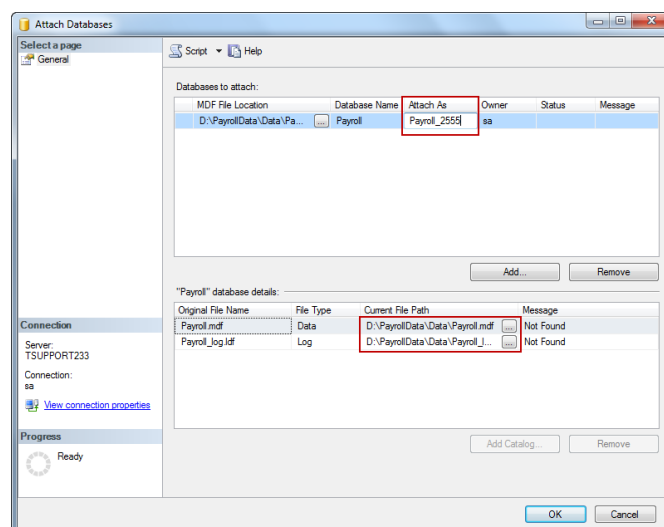 Attach Databases
Select a page
General
Script Help
Databases to attach:
MDF File Location Database Name Attach As Owner Status Message
D:\PayrollData\Data\Pa... ... Payroll Payroll_2555 sa
Add... Remove
"Payroll" database details:
Original File Name File Type Current File Path Message
Payroll.mdf Data D:\PayrollData\Data\Payroll.mdf ... Not Found
Payroll_log.ldf Log D:\PayrollData\Data\Payroll_l... ... Not Found
Connection
Server:
TSUPPORT233
Connection:
sa
View connection properties
Progress
Ready
Add Catalog... Remove
OK Cancel